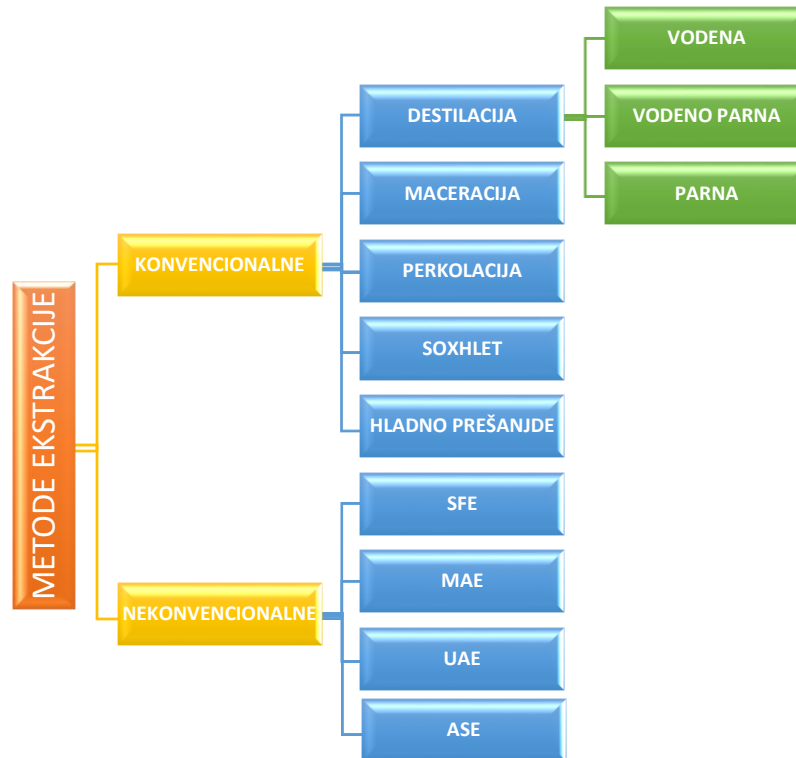 METODE EKSTRAKCIJE
KONVENCIONALNE
DESTILACIJA
VODENA
VODENO PARNA
PARNA
MACERACIJA
PERKOLACIJA
SOXHLET
HLADNO PREŠANJDE
NEKONVENCIONALNE
SFE
MAE
UAE
ASE